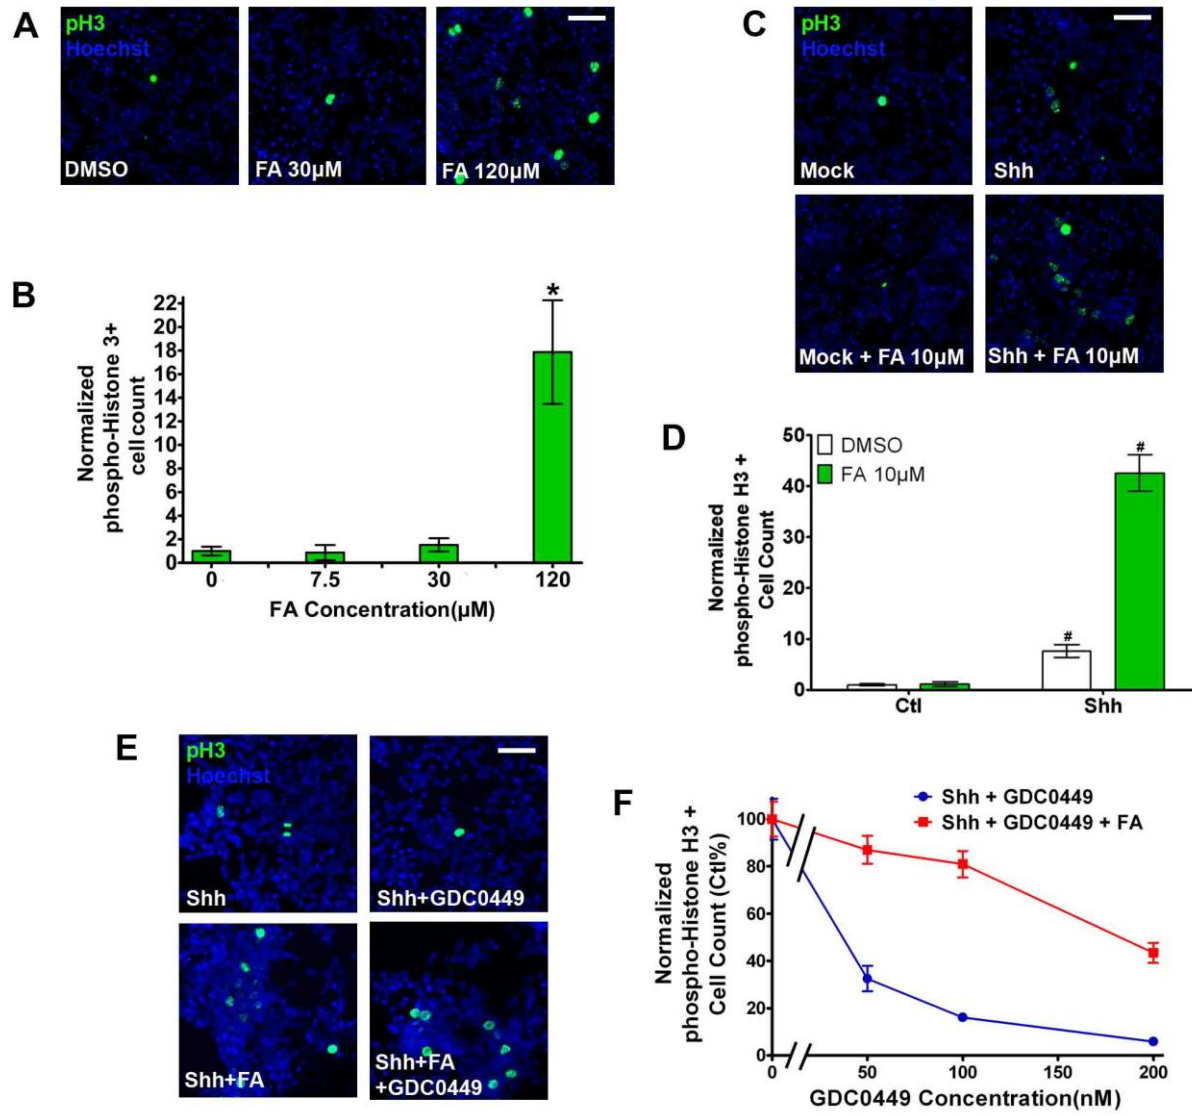 A
pH3
Hoechst
DMSO
FA 30µM
FA 120µM
B
Normalized
phospho-Histone 3+
cell count
22
20
18
16
14
12
10
8
6
4
2
0
*
0 7.5 30 120
FA Concentration(µM)
C
pH3
Hoechst
Mock
Shh
Mock + FA 10µM
Shh + FA 10µM
D
Normalized
phospho-Histone H3 +
Cell Count
50
40
30
20
10
0
DMSO
FA 10µM
#
#
Ctl Shh
E
pH3
Hoechst
Shh
Shh+GDC0449
Shh+FA
Shh+FA
+GDC0449
F
Normalized
phospho-Histone H3 +
Cell Count (Ctl%)
100
80
60
40
20
0
Shh + GDC0449
Shh + GDC0449 + FA
0 50 100 150 200
GDC0449 Concentration(nM)